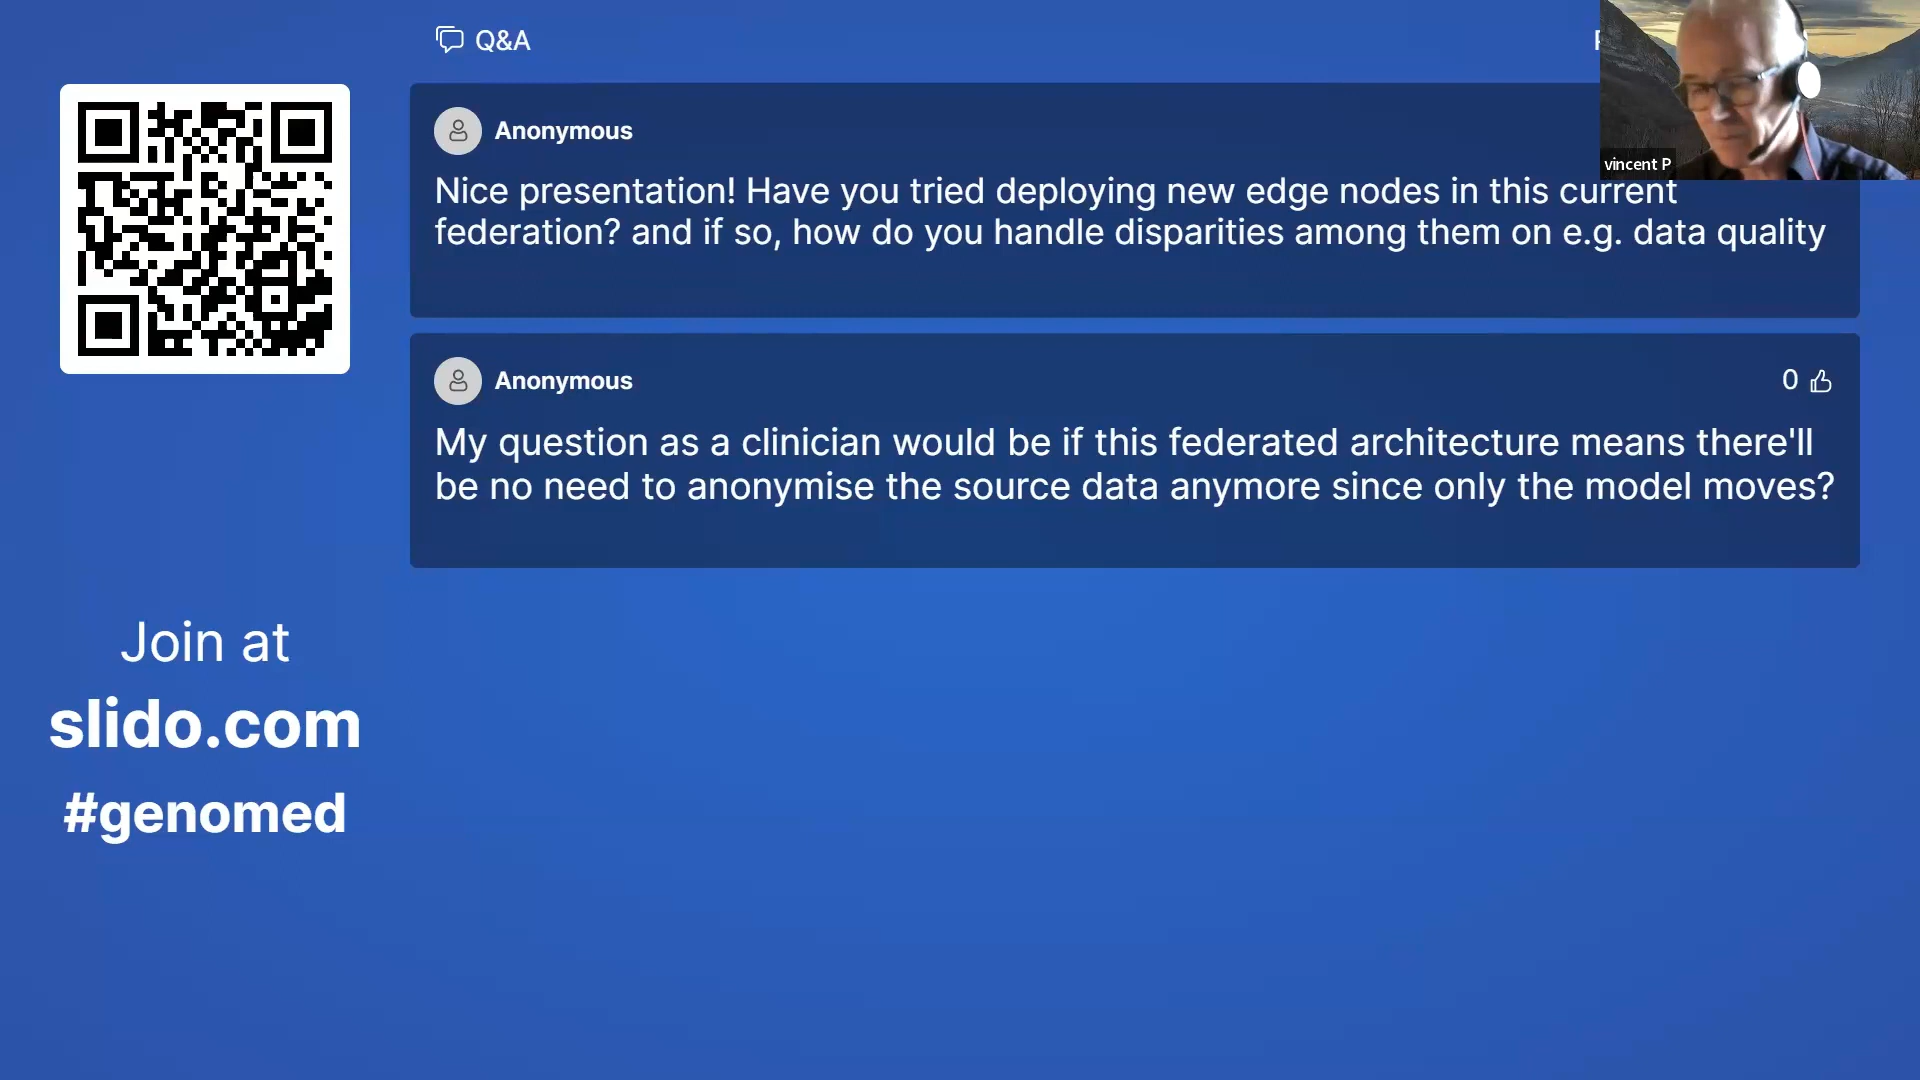 Q&A
vincent P
Anonymous
Nice presentation! Have you tried deploying new edge nodes in this current
federation? and if so, how do you handle disparities among them on e.g. data quality
Anonymous
0
My question as a clinician would be if this federated architecture means there'll
be no need to anonymise the source data anymore since only the model moves?
Join at
slido.com
#genomed